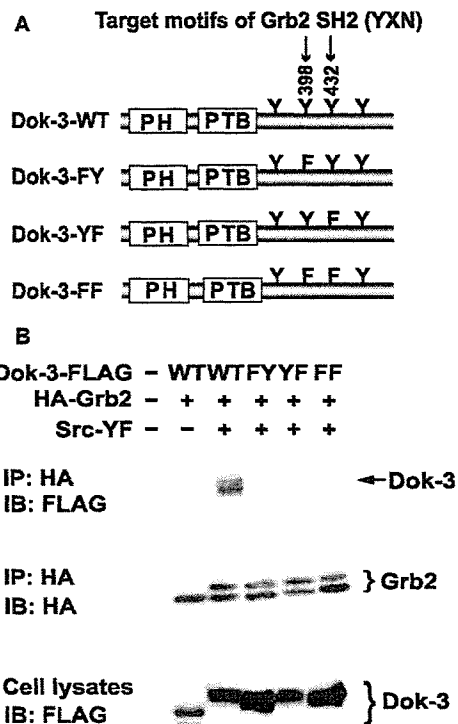 A
Target motifs of Grb2 SH2 (YXN)
398 432
Y Y Y Y
Dok-3-WT PH PTB
Y F Y Y
Dok-3-FY PH PTB
Y Y F Y
Dok-3-YF PH PTB
Y F F Y
Dok-3-FF PH PTB
B
Dok-3-FLAG – WT WT FY YF FF
HA-Grb2 – + + + + +
Src-YF – – + + + +
IP: HA
IB: FLAG
Dok-3
IP: HA
IB: HA
} Grb2
Cell lysates
IB: FLAG
} Dok-3